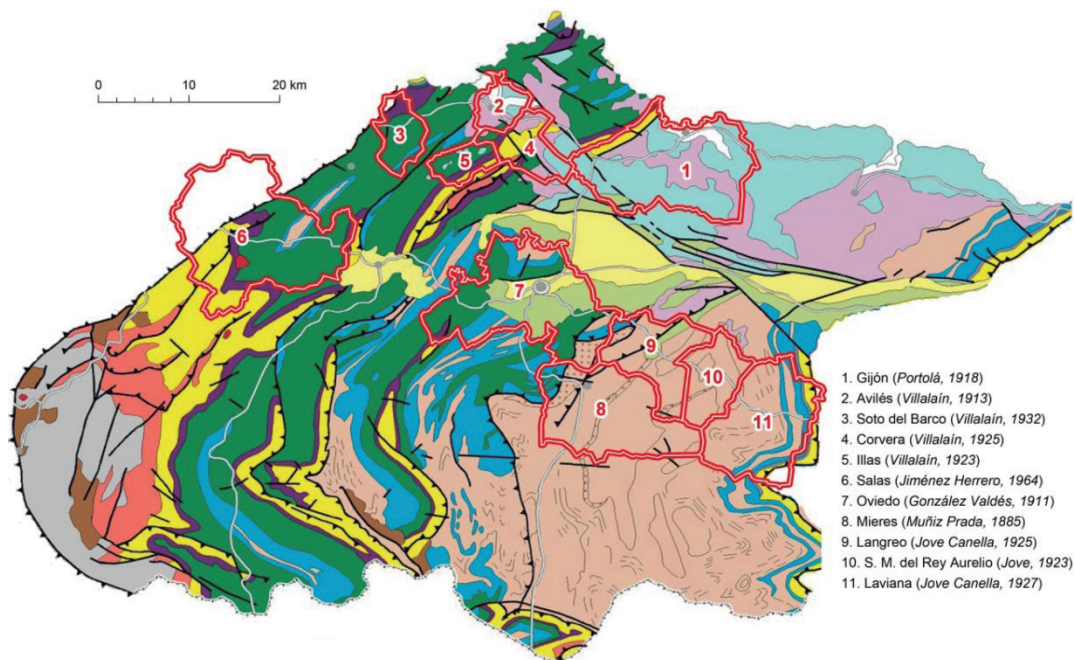 0 10 20 km
2
3
1
5
4
6
7
9
10
8
11
1. Gijón (Portolá, 1918)
2. Avilés (Villalaín, 1913)
3. Soto del Barco (Villalaín, 1932)
4. Corvera (Villalaín, 1925)
5. Illas (Villalaín, 1923)
6. Salas (Jiménez Herrero, 1964)
7. Oviedo (González Valdés, 1911)
8. Mieres (Muñiz Prada, 1885)
9. Langreo (Jove Canella, 1925)
10. S. M. del Rey Aurelio (Jove, 1923)
11. Laviana (Jove Canella, 1927)